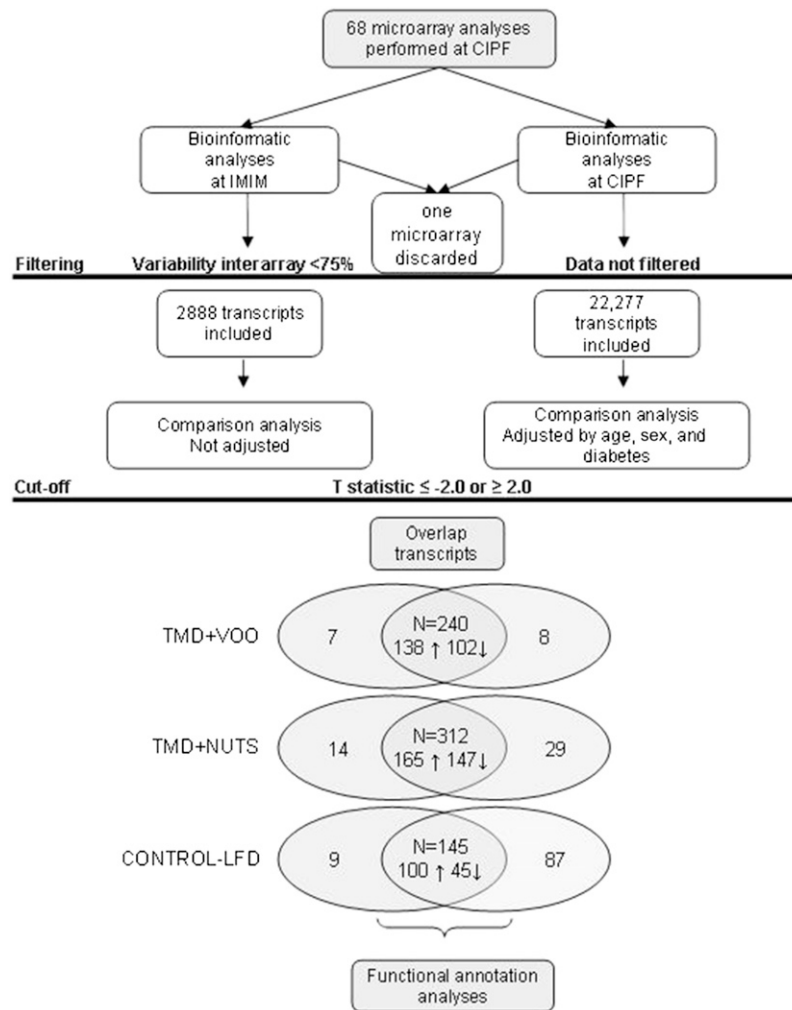 68 microarray analyses
performed at CIPF
Bioinformatic
analyses
at IMIM
Bioinformatic
analyses
at CIPF
one
microarray
discarded
Filtering
Variability interarray <75%
Data not filtered
2888 transcripts
included
22,277
transcripts
included
Comparison analysis
Not adjusted
Comparison analysis
Adjusted by age, sex, and
diabetes
Cut-off
T statistic ≤ -2.0 or ≥ 2.0
Overlap
transcripts
TMD+VOO
7
N=240
138 ↑ 102↓
8
TMD+NUTS
14
N=312
165 ↑ 147↓
29
CONTROL-LFD
9
N=145
100 ↑ 45↓
87
Functional annotation
analyses